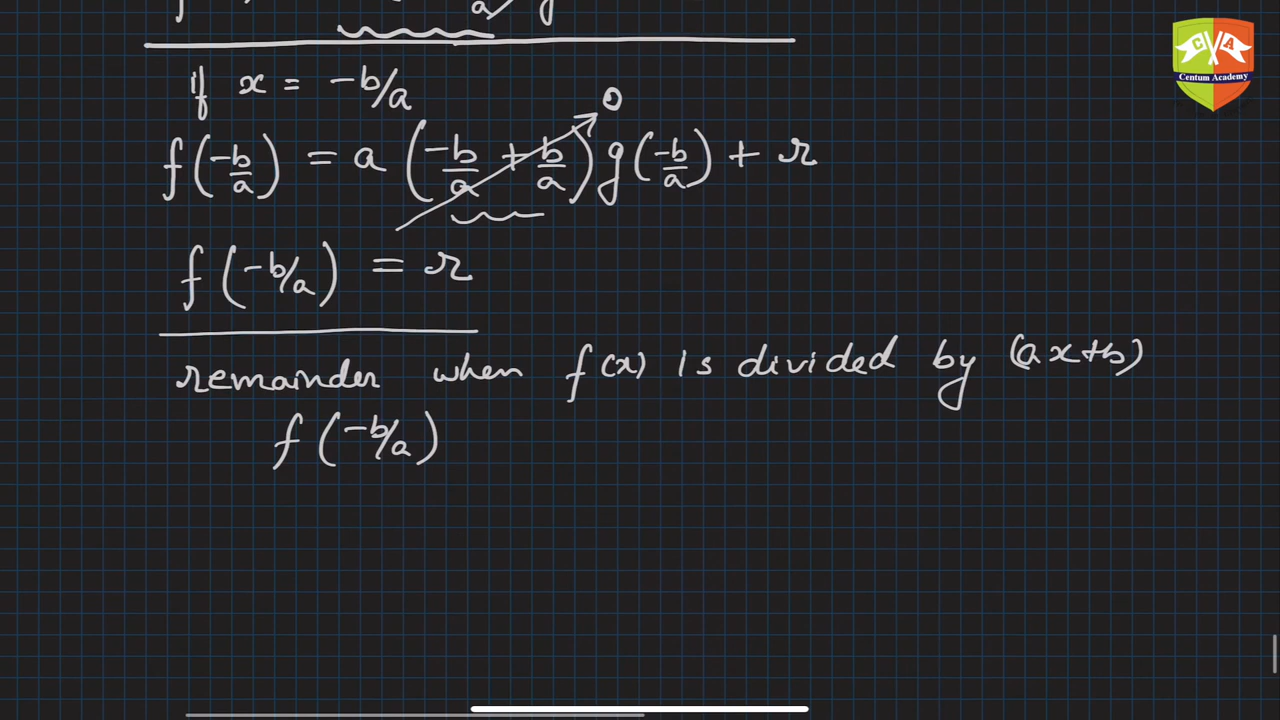 if x = -b/a
f(-b/a) = a(-b/a + b/a) g(-b/a) + r
0
f(-b/a) = r
remainder when f(x) is divided by (ax+b)
f(-b/a)
C A
Centum Academy